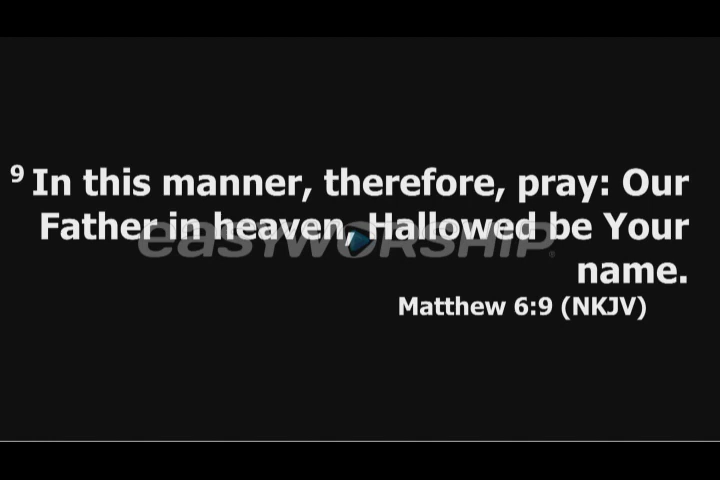 ⁹ In this manner, therefore, pray: Our
Father in heaven, Hallowed be Your
name.
easyworship®
Matthew 6:9 (NKJV)